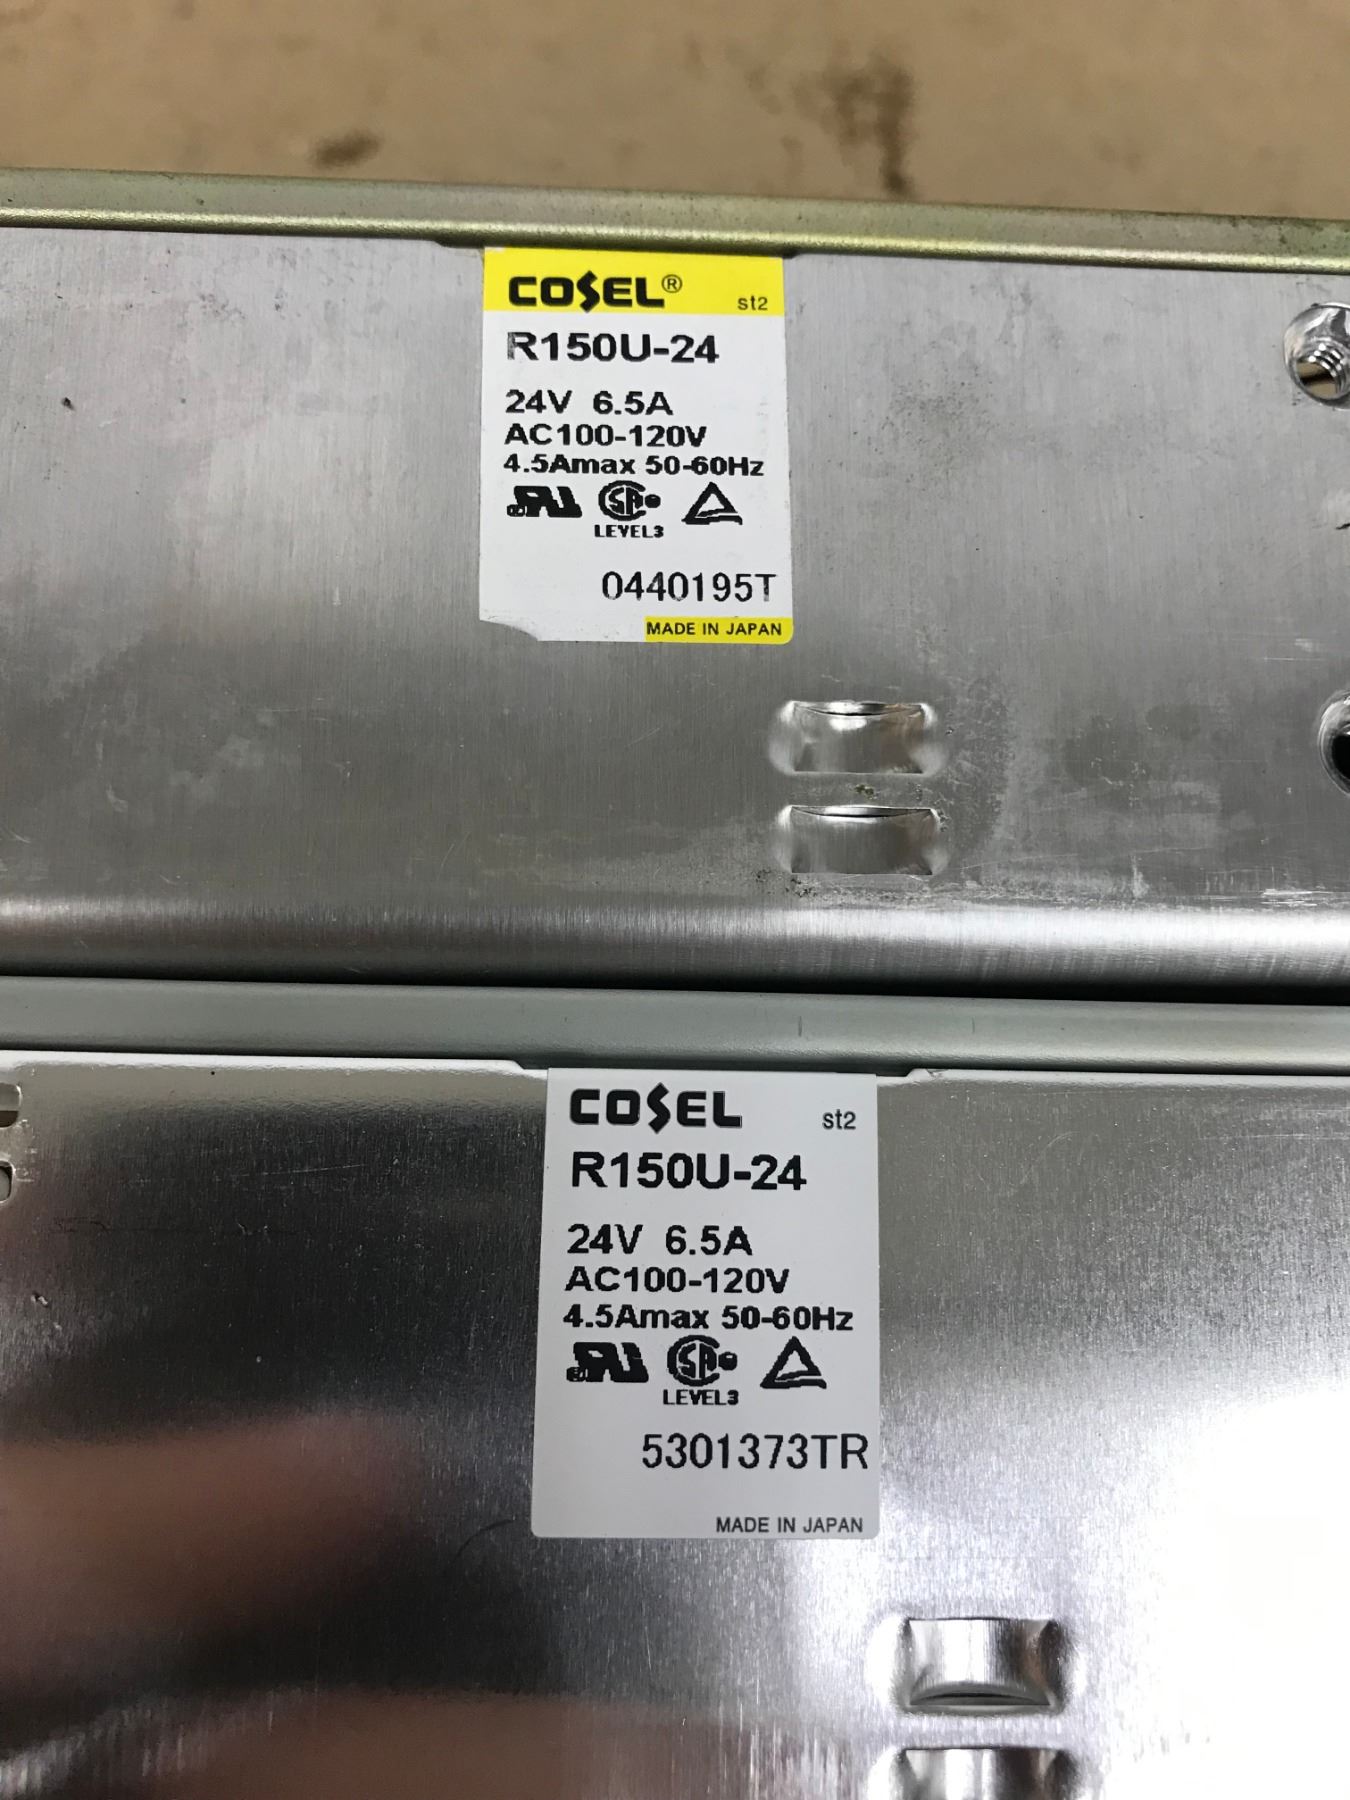 COSEL® st2
R150U-24
24V 6.5A
AC100-120V
4.5Amax 50-60Hz
LEVEL3
0440195T
MADE IN JAPAN
COSEL st2
R150U-24
24V 6.5A
AC100-120V
4.5Amax 50-60Hz
LEVEL3
5301373TR
MADE IN JAPAN